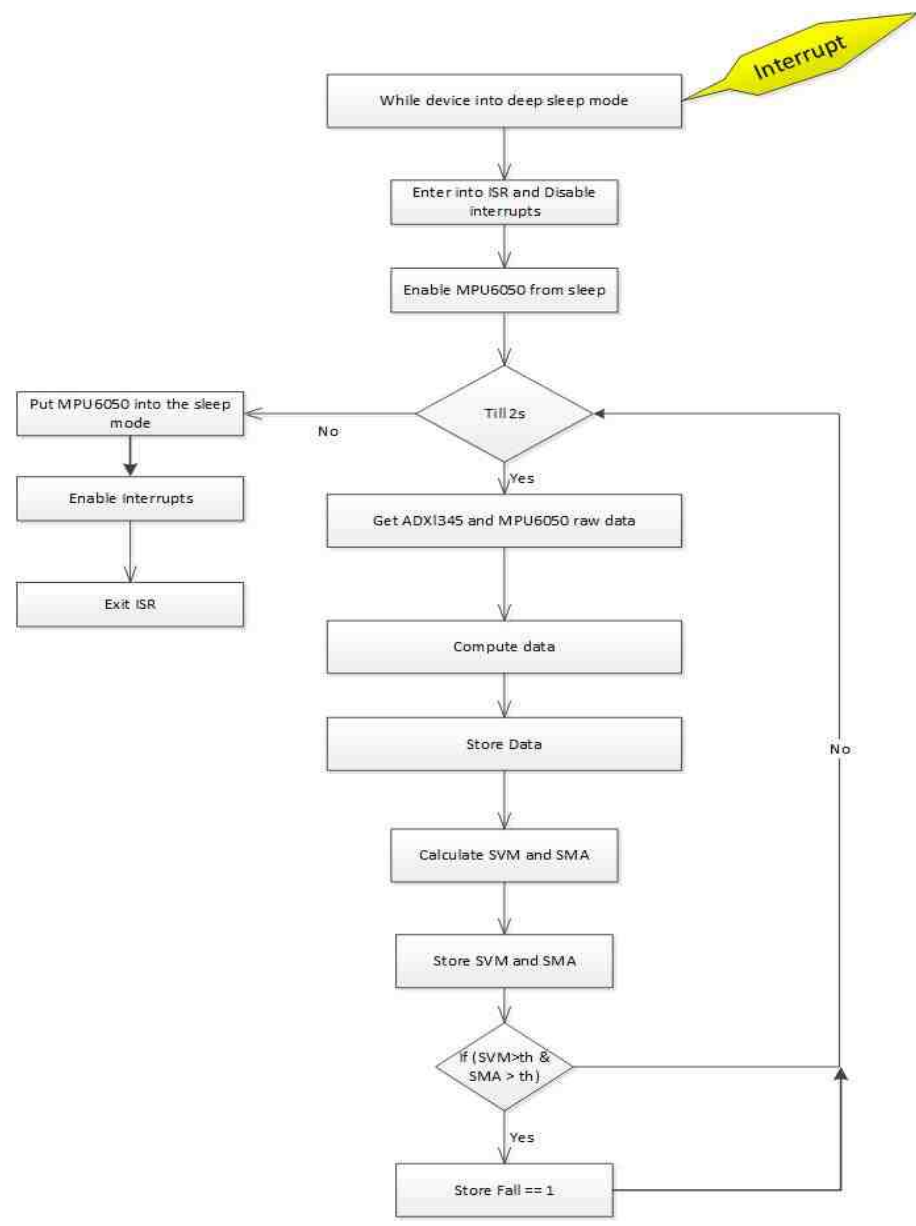 Interrupt
While device into deep sleep mode
Enter into ISR and Disable
interrupts
Enable MPU6050 from sleep
Till 2s
No
Put MPU6050 into the sleep
mode
Enable Interrupts
Exit ISR
Yes
Get ADXl345 and MPU6050 raw data
Compute data
Store Data
No
Calculate SVM and SMA
Store SVM and SMA
If (SVM>th &
SMA > th)
Yes
Store Fall == 1